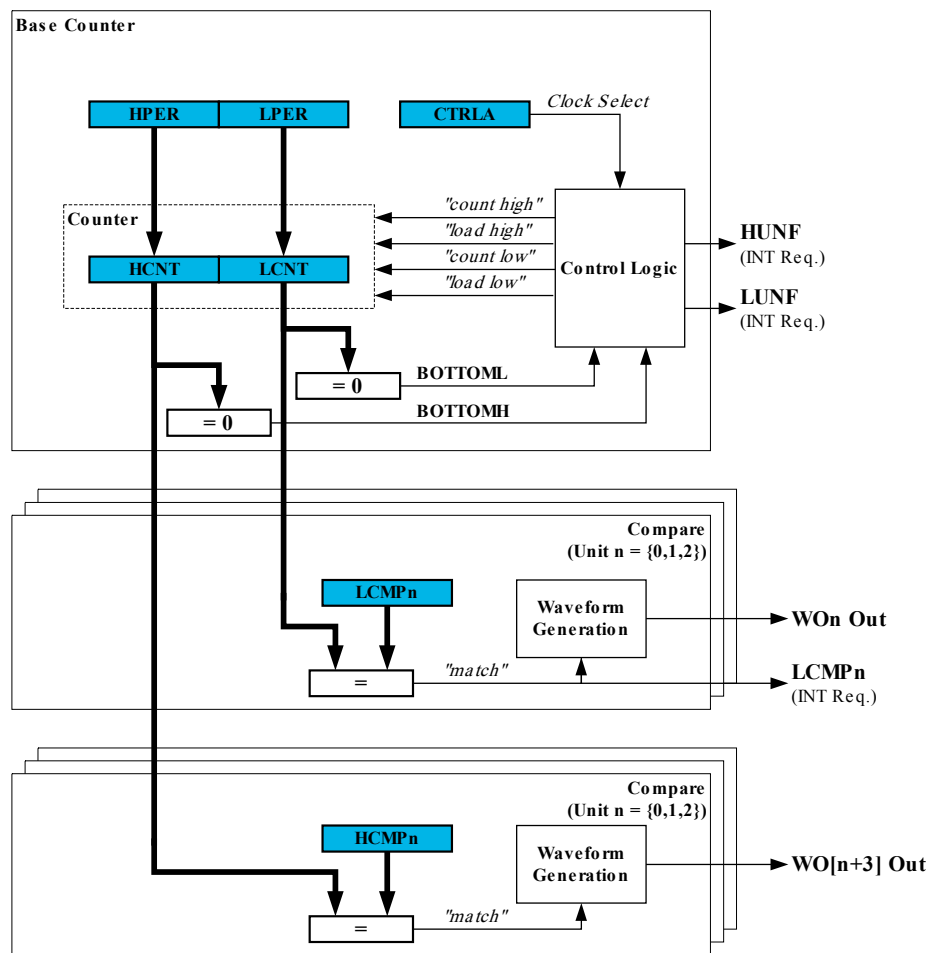 Base Counter
HPER LPER CTRLA
Clock Select
Counter
"count high"
"load high"
"count low"
"load low"
HCNT LCNT
Control Logic
HUNF
(INT Req.)
LUNF
(INT Req.)
= 0
BOTTOML
= 0
BOTTOMH
Compare
(Unit n = {0,1,2})
LCMPn
Waveform
Generation
WOn Out
=
"match"
LCMPn
(INT Req.)
Compare
(Unit n = {0,1,2})
HCMPn
Waveform
Generation
WO[n+3] Out
=
"match"